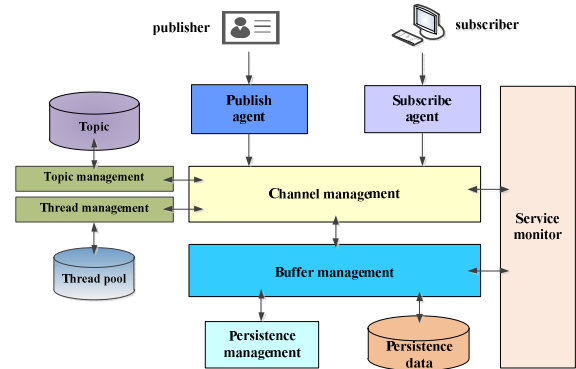 publisher
subscriber
Publish
agent
Subscribe
agent
Topic
Topic management
Thread management
Channel management
Service
monitor
Thread pool
Buffer management
Persistence
management
Persistence
data